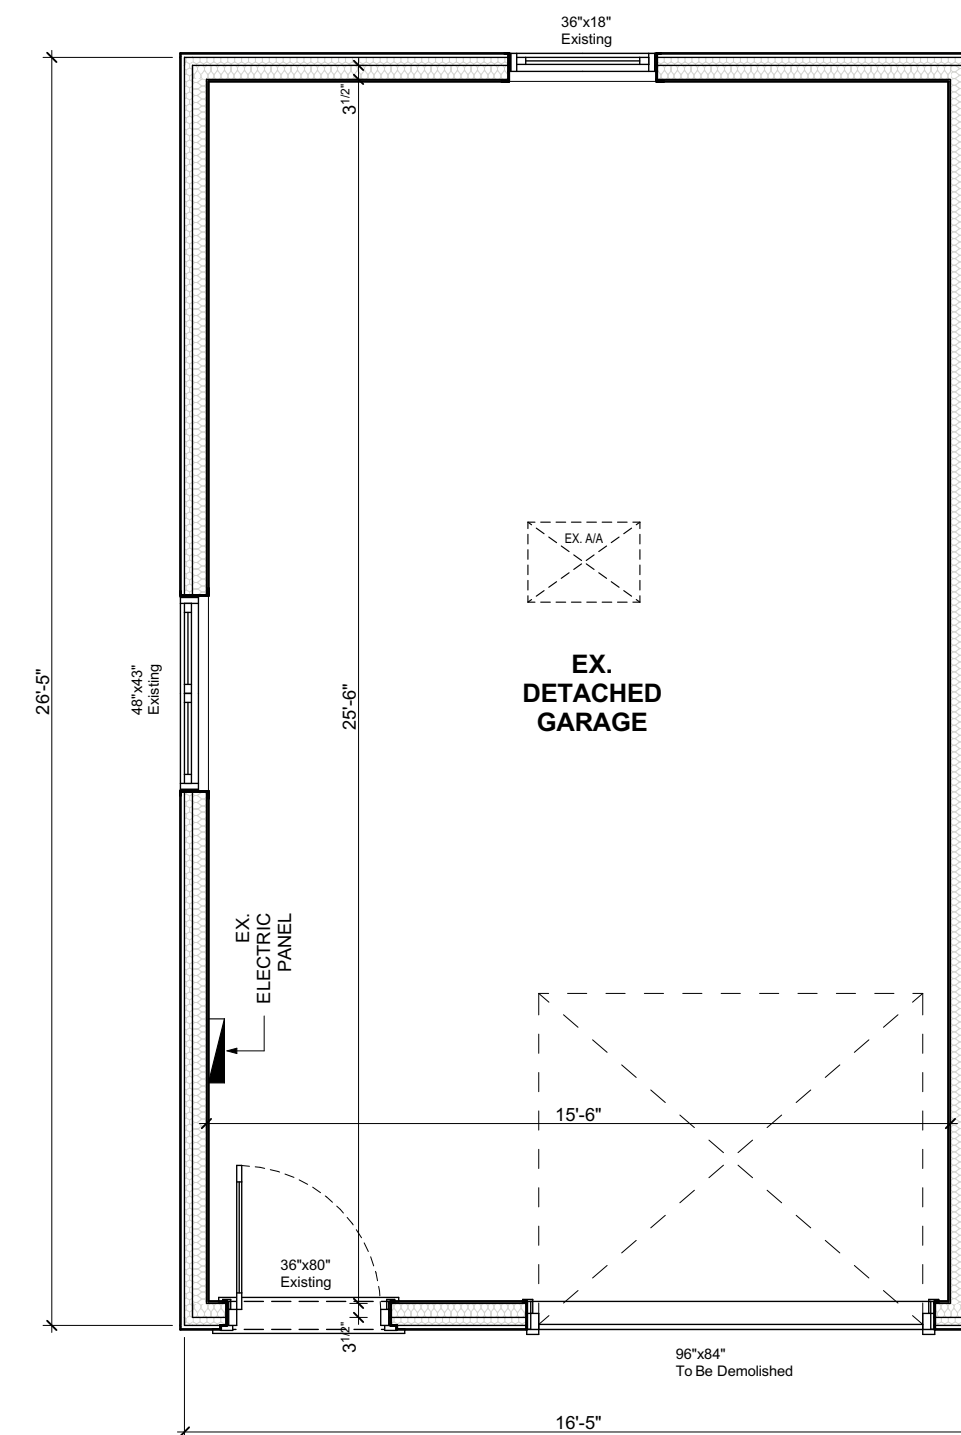 36"x18"
Existing
3 1/2"
EX. A/A
EX.
DETACHED
GARAGE
26'-5"
48"x43"
Existing
25'-6"
EX.
ELECTRIC
PANEL
15'-6"
36"x80"
Existing
3 1/2"
96"x84"
To Be Demolished
16'-5"